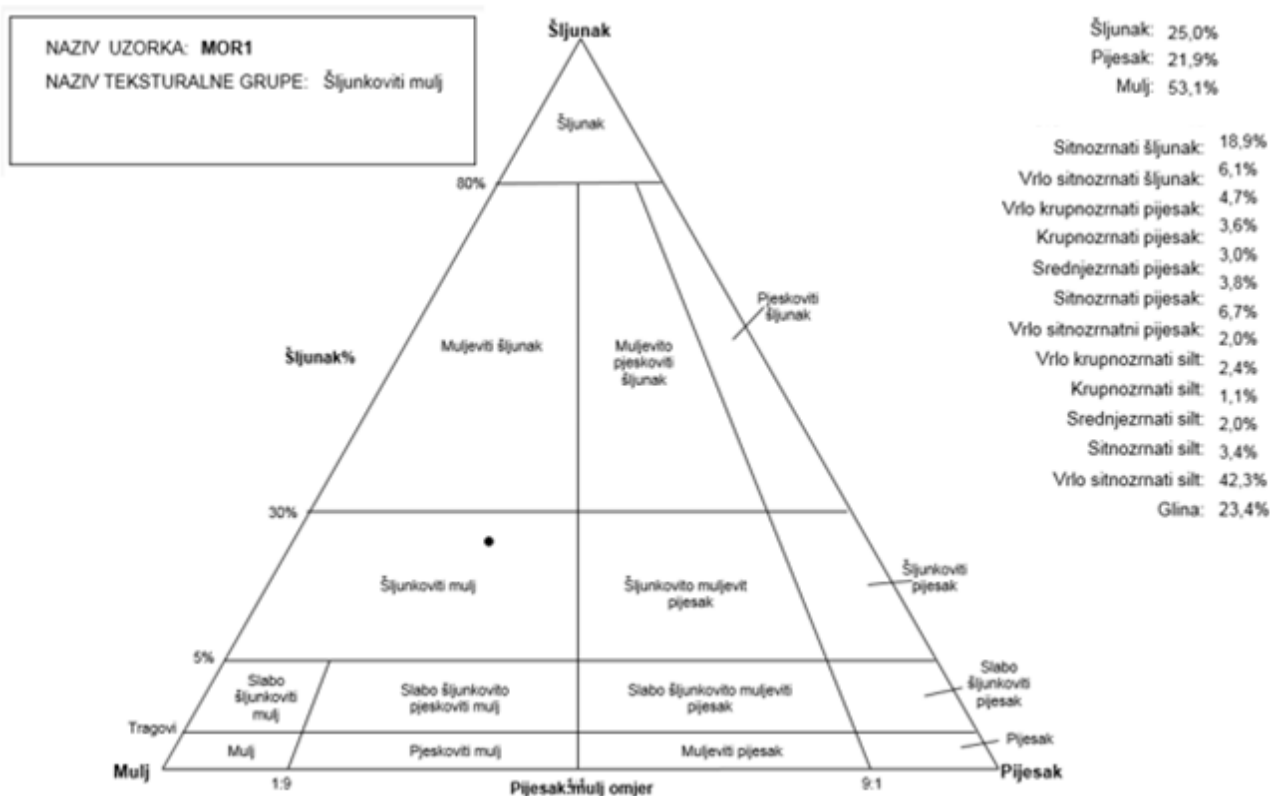 NAZIV UZORKA: MOR1
NAZIV TEKSTURALNE GRUPE: Šljunkoviti mulj
Šljunak
Šljunak: 25,0%
Pijesak: 21,9%
Mulj: 53,1%
Sitnozrnati šljunak: 18,9%
Vrlo sitnozrnati šljunak: 6,1%
Vrlo krupnozrnati pijesak: 4,7%
Krupnozrnati pijesak: 3,6%
Srednjezrnati pijesak: 3,0%
Sitnozrnati pijesak: 3,8%
Vrlo sitnozrnatni pijesak: 6,7%
Vrlo krupnozrnati silt: 2,0%
Krupnozrnati silt: 2,4%
Srednjezrnati silt: 1,1%
Sitnozrnati silt: 2,0%
Vrlo sitnozrnati silt: 3,4%
42,3%
Glina: 23,4%
Šljunak
80%
Pjeskoviti
šljunak
Muljeviti šljunak
Muljevito
pjeskoviti
šljunak
Šljunak%
30%
Šljunkoviti mulj
Šljunkovito muljevit
pijesak
Šljunkoviti
pijesak
5%
Slabo
šljunkoviti
mulj
Slabo šljunkovito
pjeskoviti mulj
Slabo šljunkovito muljeviti
pijesak
Slabo
šljunkoviti
pijesak
Tragovi
Mulj
Pjeskoviti mulj
Muljeviti pijesak
Pijesak
Mulj
Pijesak
1:9
1:1
9:1
Pijesak:mulj omjer